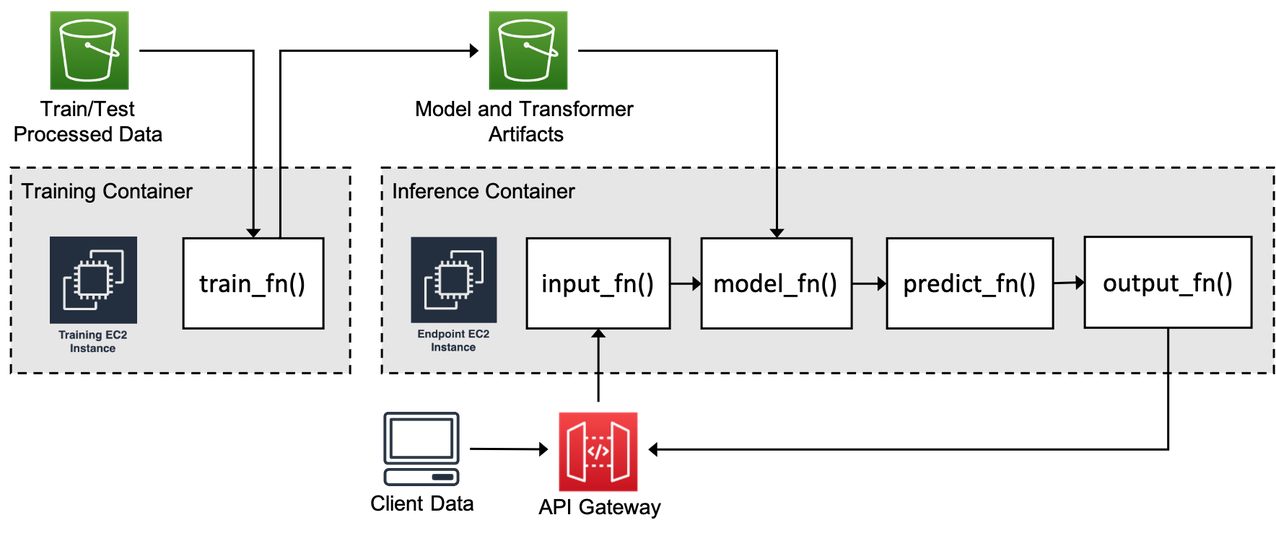 Train/Test
Processed Data
Model and Transformer
Artifacts
Training Container
Training EC2
Instance
train_fn()
Inference Container
Endpoint EC2
Instance
input_fn()
model_fn()
predict_fn()
output_fn()
Client Data
</>
API Gateway